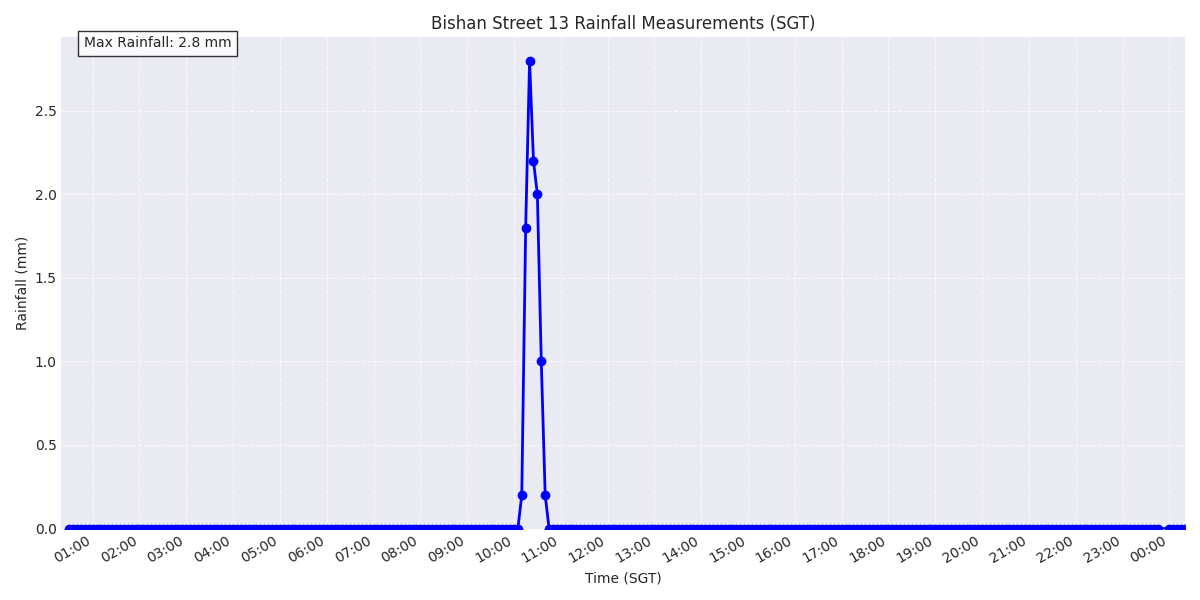 Bishan Street 13 Rainfall Measurements (SGT)
Max Rainfall: 2.8 mm
Rainfall (mm)
2.5
2.0
1.5
1.0
0.5
0.0
01:00 02:00 03:00 04:00 05:00 06:00 07:00 08:00 09:00 10:00 11:00 12:00 13:00 14:00 15:00 16:00 17:00 18:00 19:00 20:00 21:00 22:00 23:00 00:00
Time (SGT)